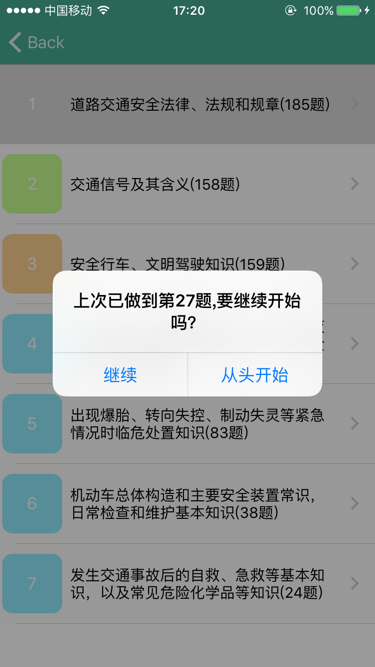 中国移动 17:20 100%
Back
1 道路交通安全法律、法规和规章(185题)
2 交通信号及其含义(158题)
3 安全行车、文明驾驶知识(159题)
上次已做到第27题,要继续开始
吗?
4
继续 从头开始
5 出现爆胎、转向失控、制动失灵等紧急
情况时临危处置知识(83题)
6 机动车总体构造和主要安全装置常识,
日常检查和维护基本知识(38题)
7 发生交通事故后的自救、急救等基本知
识，以及常见危险化学品等知识(24题)